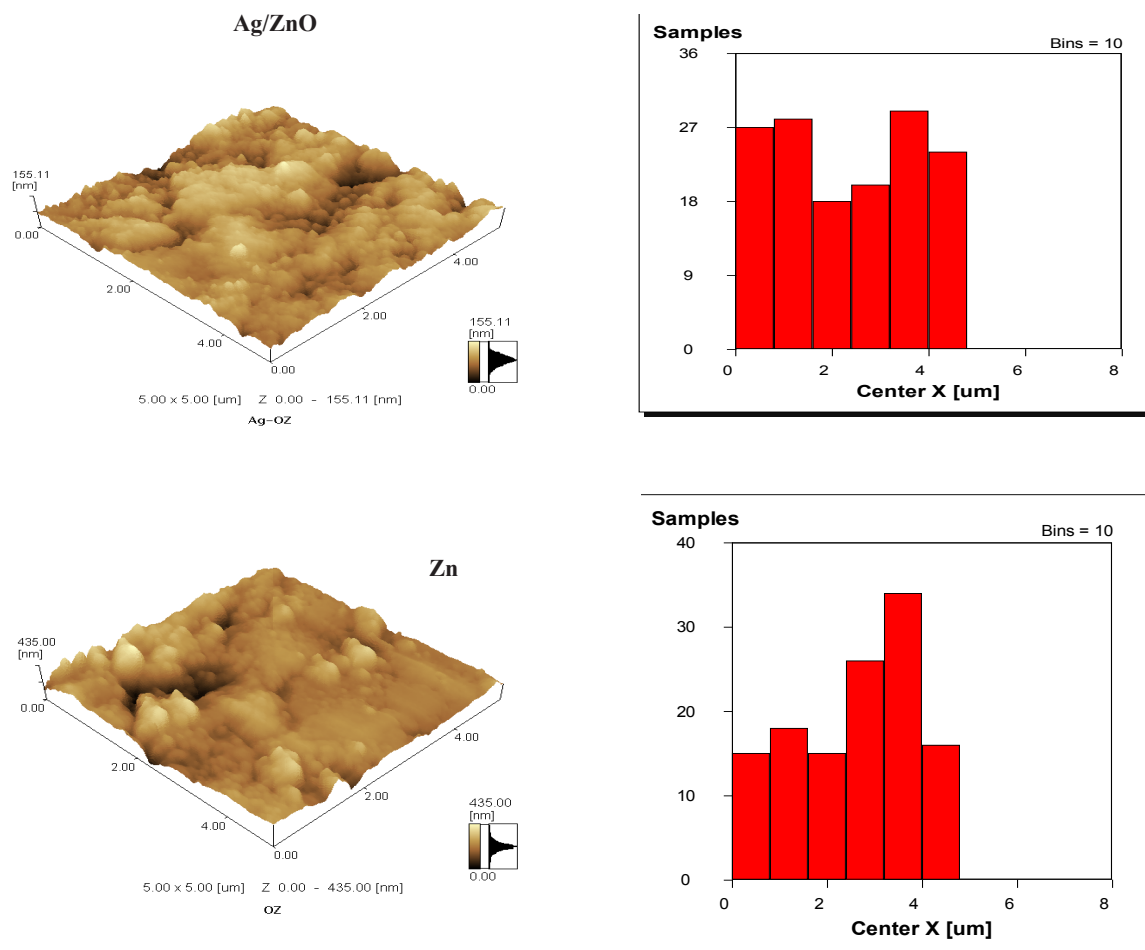 Ag/ZnO
155.11
[nm]
0.00
2.00
4.00
0.00
2.00
4.00
155.11
[nm]
0.00
5.00 x 5.00 [um] Z 0.00 - 155.11 [nm]
Ag-OZ
Samples
Bins = 10
36
27
18
9
0
0 2 4 6 8
Center X [um]
Zn
435.00
[nm]
0.00
2.00
4.00
0.00
2.00
4.00
435.00
[nm]
0.00
5.00 x 5.00 [um] Z 0.00 - 435.00 [nm]
OZ
Samples
Bins = 10
40
30
20
10
0
0 2 4 6 8
Center X [um]